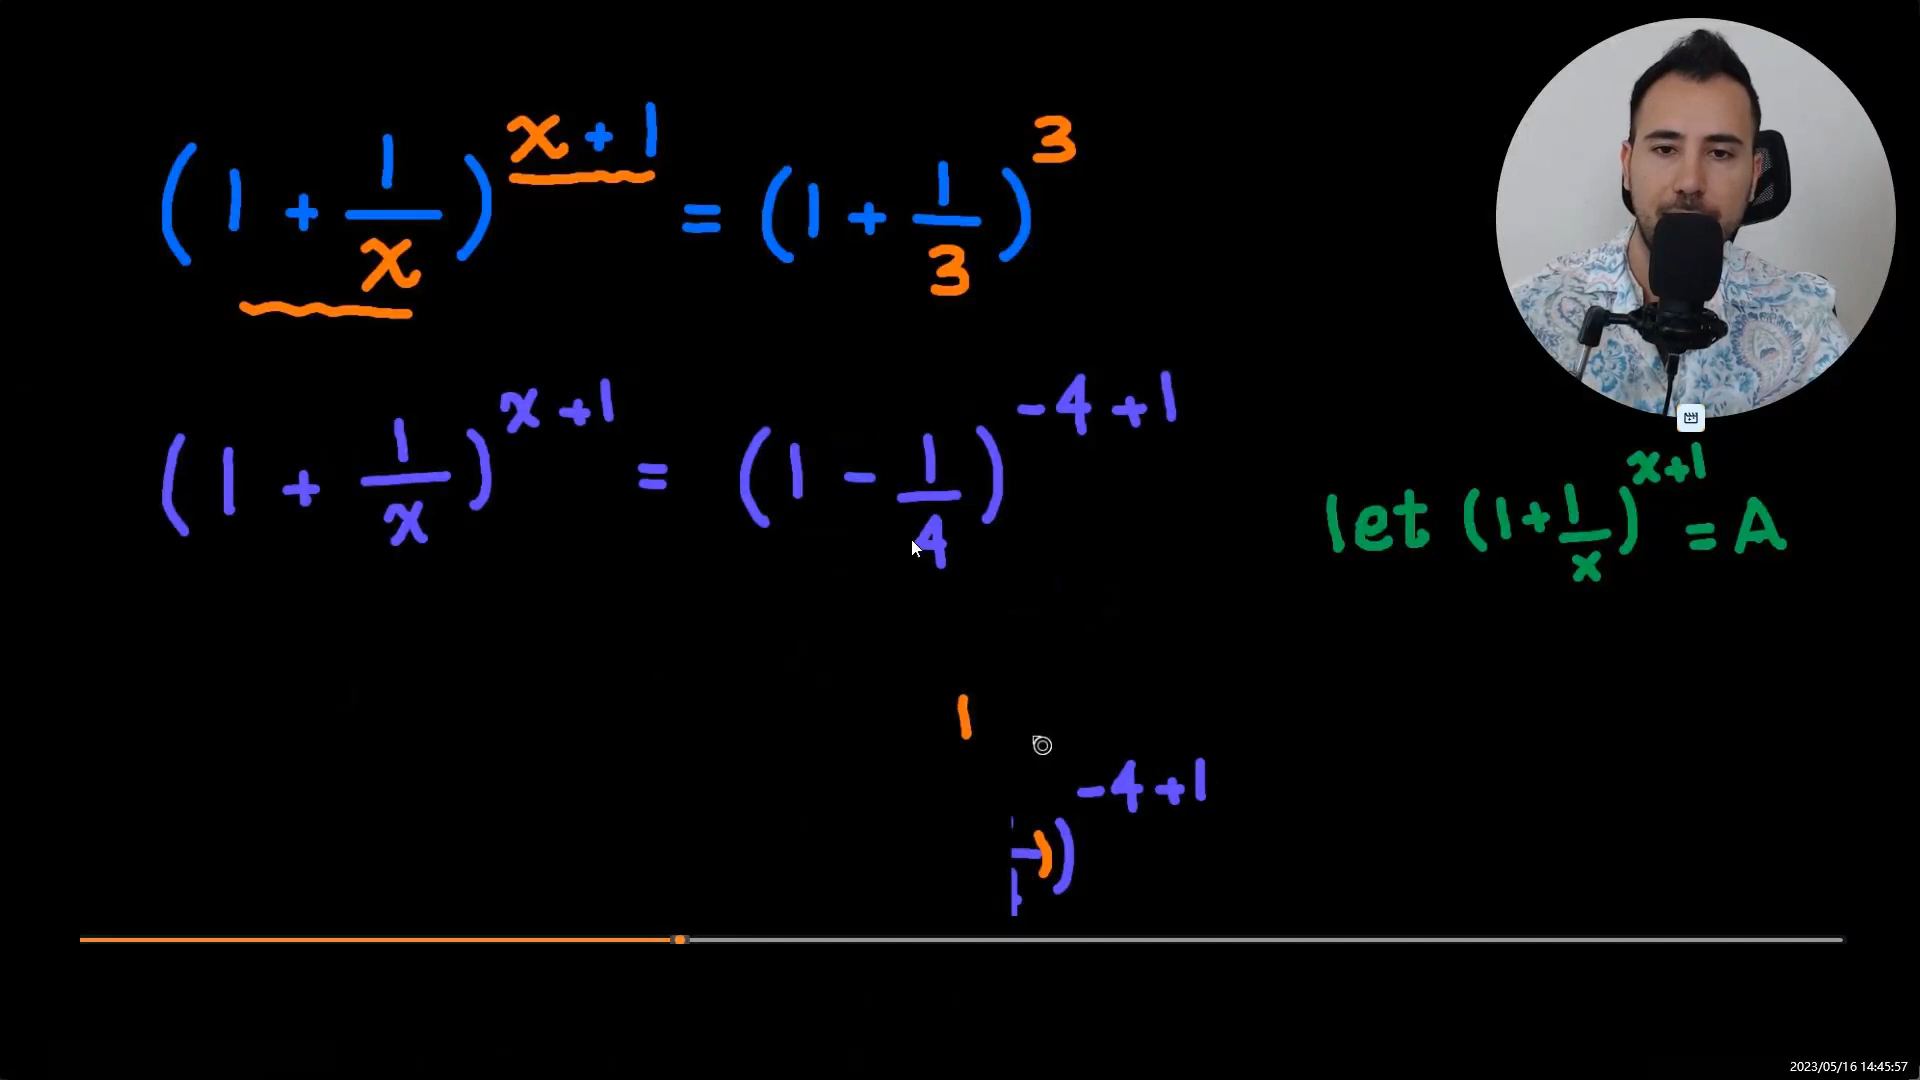 (1 + 1/x)^(x+1) = (1 + 1/3)^3
(1 + 1/x)^(x+1) = (1 - 1/4)^(-4+1)
let (1 + 1/x)^(x+1) = A
1
)) -4+1
2023/05/16 14:45:57